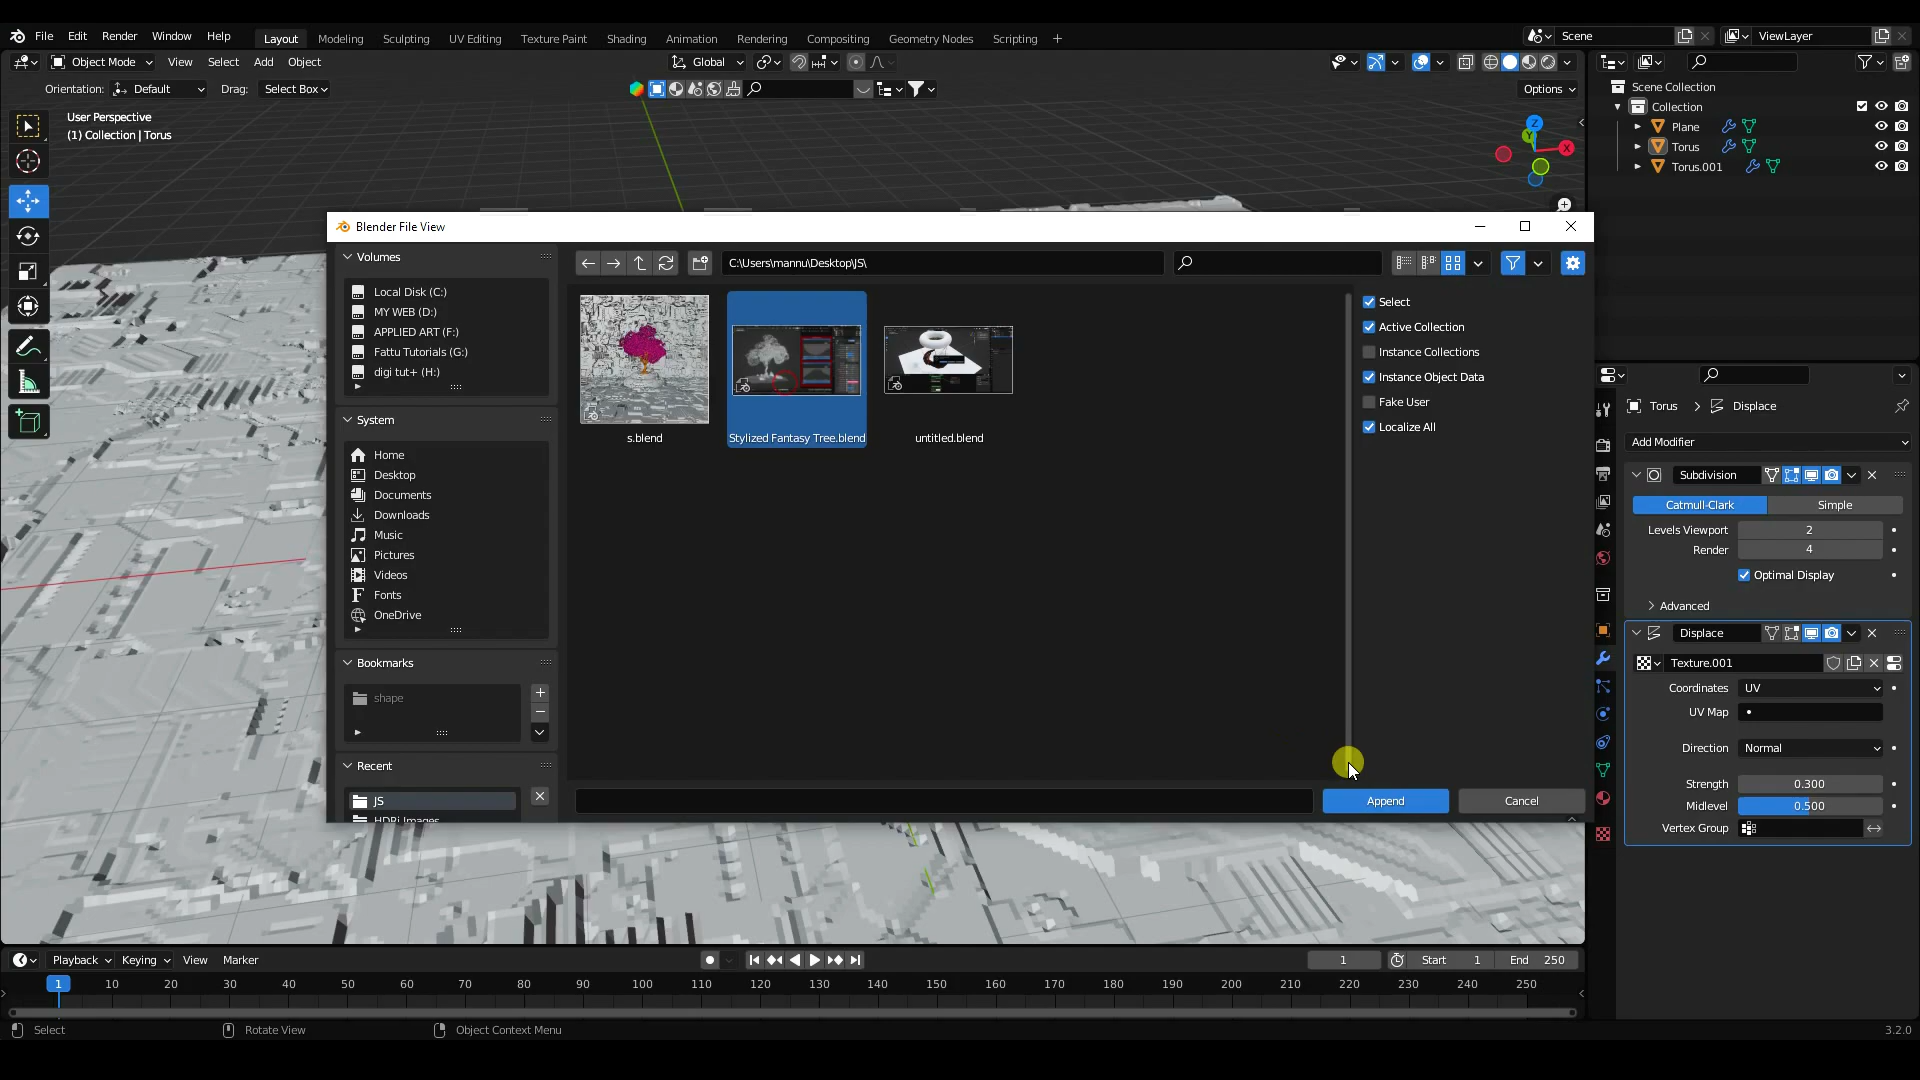 File Edit Render Window Help Layout Modeling Sculpting UV Editing Texture Paint Shading Animation Rendering Compositing Geometry Nodes Scripting + Scene ViewLayer
Object Mode View Select Add Object Global
Orientation: Default Drag: Select Box Options
User Perspective
(1) Collection | Torus
Z
Y
X
Scene Collection
Collection
Plane
Torus
Torus.001
Blender File View
Volumes
Local Disk (C:)
MY WEB (D:)
APPLIED ART (F:)
Fattu Tutorials (G:)
digi tut+ (H:)
System
Home
Desktop
Documents
Downloads
Music
Pictures
Videos
Fonts
OneDrive
Bookmarks
shape
Recent
JS
HDRi Images
C:\Users\mannu\Desktop\JS\
s.blend
Stylized Fantasy Tree.blend
untitled.blend
Select
Active Collection
Instance Collections
Instance Object Data
Fake User
Localize All
Append Cancel
Torus > Displace
Add Modifier
Subdivision
Catmull-Clark Simple
Levels Viewport 2
Render 4
Optimal Display
Advanced
Displace
Texture.001
Coordinates UV
UV Map
Direction Normal
Strength 0.300
Midlevel 0.500
Vertex Group
Playback Keying View Marker 1 Start 1 End 250
1 10 20 30 40 50 60 70 80 90 100 110 120 130 140 150 160 170 180 190 200 210 220 230 240 250
Select Rotate View Object Context Menu 3.2.0